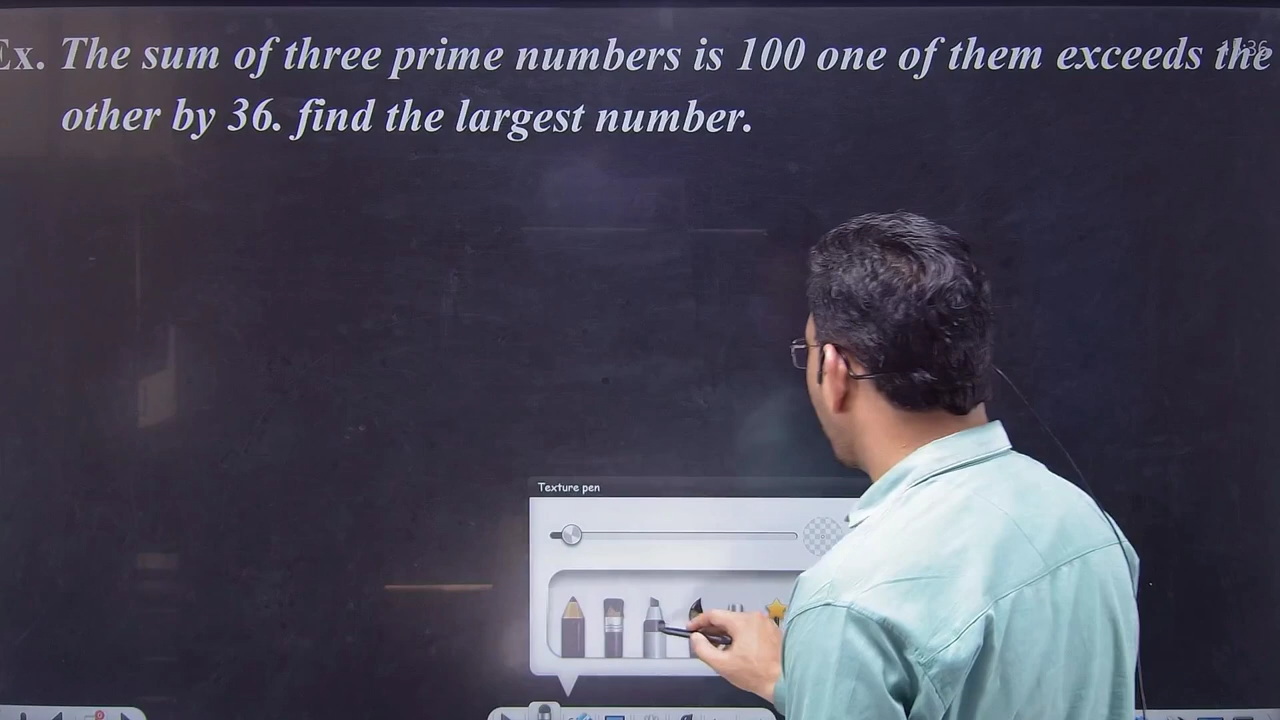 Ex. The sum of three prime numbers is 100 one of them exceeds the
other by 36. find the largest number.
Texture pen